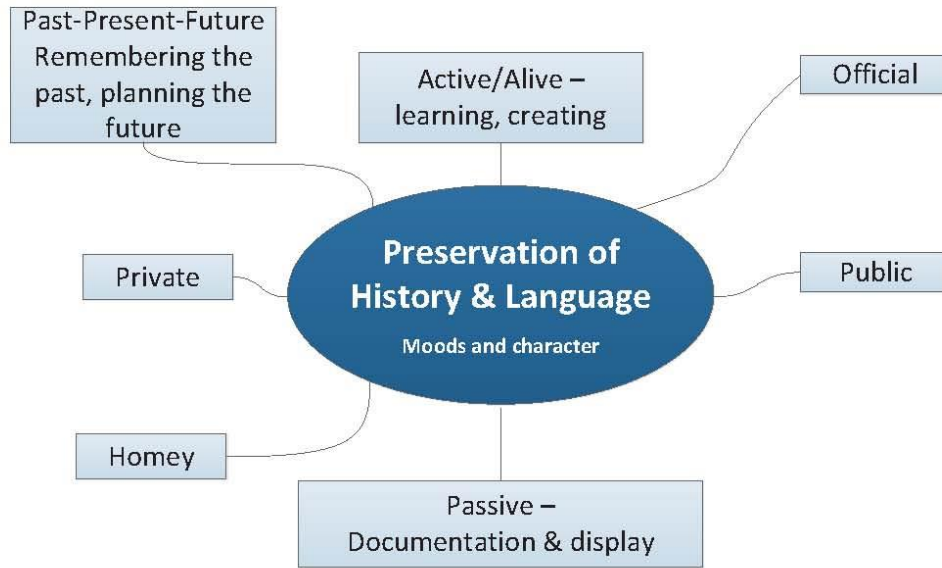 Past-Present-Future
Remembering the
past, planning the
future
Active/Alive –
learning, creating
Official
Preservation of
History & Language
Moods and character
Private
Public
Homey
Passive –
Documentation & display